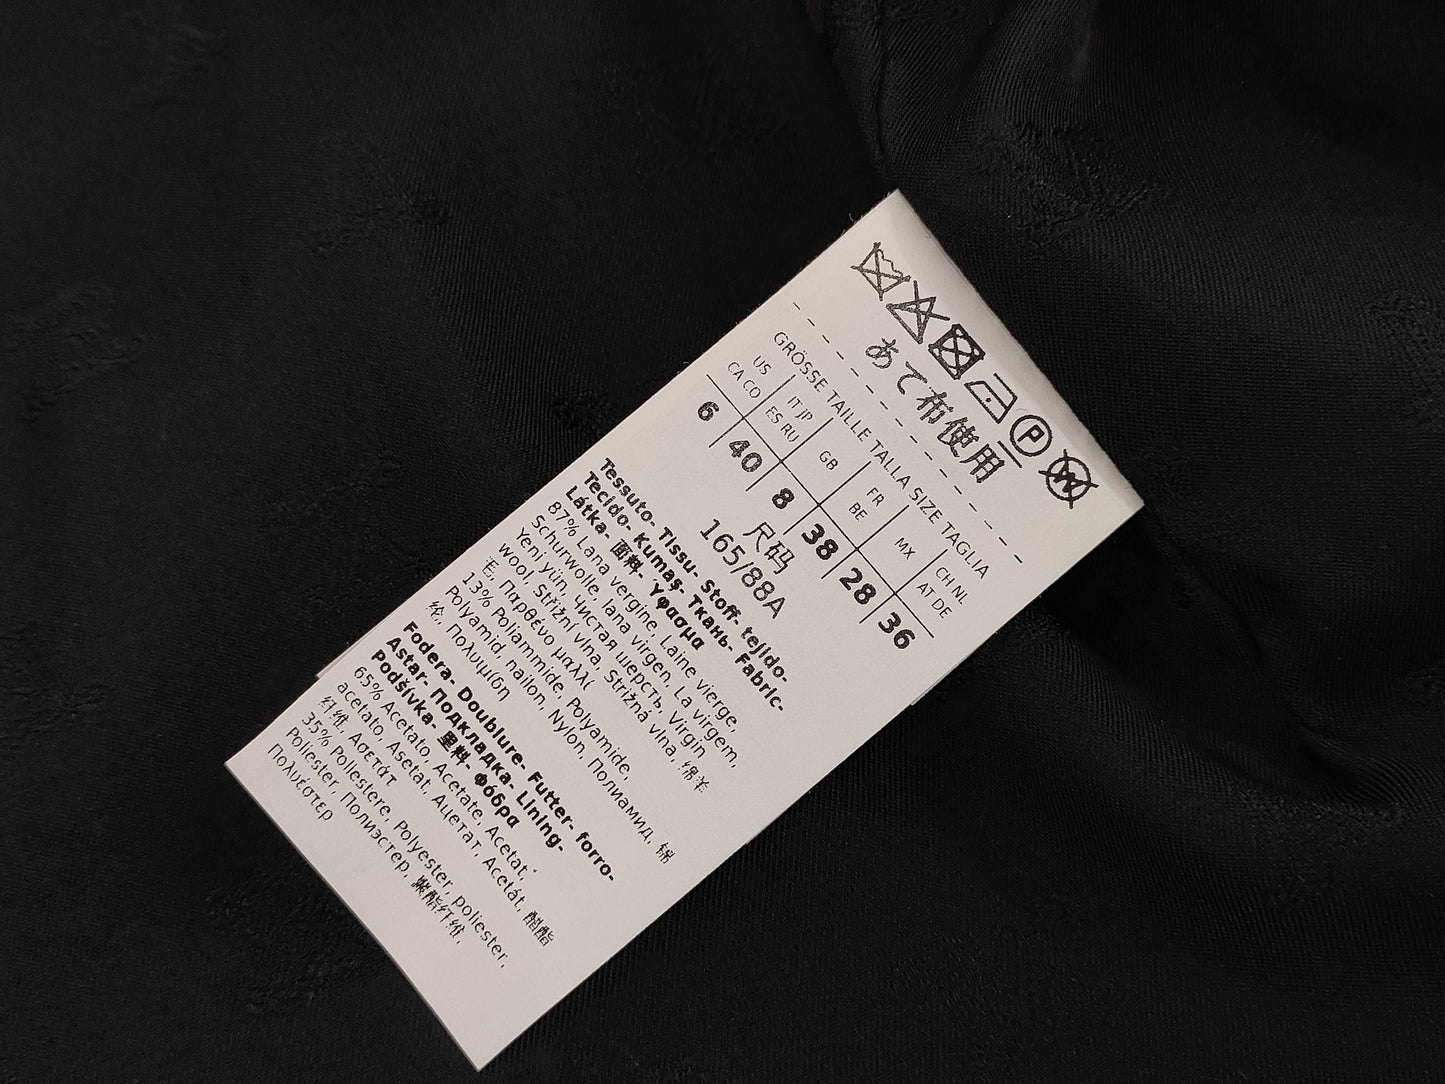 あて布使用
GRÖSSE TAILLE TALLA SIZE TAGLIA
US IT JP GB FR MX CH NL
CA CO ES RU BE AT DE
6 40 8 38 28 36
尺码
165/88A
Tessuto- Tissu- Stoff- tejido-
Tecido- Kumaş- Ткань- Fabric-
Látka- 面料- Ύφασμα
87% Lana vergine, Laine vierge,
Schurwolle, lana virgen, La virgem,
Yeni yün, Чистая шерсть, Virgin
wool, Střižní vlna, Strižná vlna, 绵羊
毛, Παρθένο μαλλί
13% Poliammide, Polyamide,
Polyamid, nailon, Nylon, Полиамид, 锦
纶, Πολυμίδη
Fodera- Doublure- Futter- forro-
Astar- Подкладка- Lining-
Podšívka- 里料- Φόδρα
65% Acetato, Acetate, Acetat,
acetato, Asetat, Ацетат, Acetát, 醋酯
纤维, Ασετάτ
35% Poliestere, Polyester, poliester,
Poliester, Полиэстер, 聚酯纤维,
Πολυέστερ